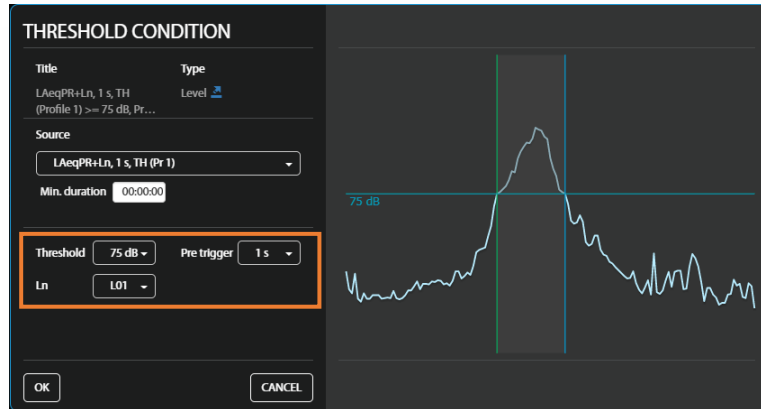 THRESHOLD CONDITION
Title Type
LAeqPR+Ln, 1 s, TH Level
(Profile 1) >= 75 dB, Pr...
Source
LAeqPR+Ln, 1 s, TH (Pr 1)
Min. duration 00:00:00
75 dB
Threshold 75 dB Pre trigger 1 s
Ln L01
OK CANCEL